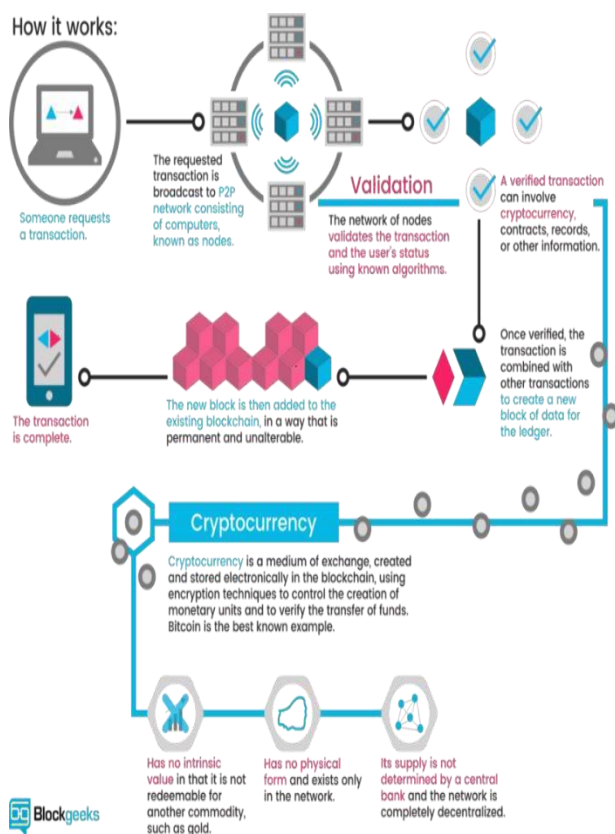 How it works:
Someone requests
a transaction.
The requested
transaction is
broadcast to P2P
network consisting
of computers,
known as nodes.
Validation
The network of nodes
validates the transaction
and the user's status
using known algorithms.
A verified transaction
can involve
cryptocurrency,
contracts, records,
or other information.
Once verified, the
transaction is
combined with
other transactions
to create a new
block of data for
the ledger.
The new block is then added to the
existing blockchain, in a way that is
permanent and unalterable.
The transaction
is complete.
Cryptocurrency
Cryptocurrency is a medium of exchange, created
and stored electronically in the blockchain, using
encryption techniques to control the creation of
monetary units and to verify the transfer of funds.
Bitcoin is the best known example.
Has no intrinsic
value in that it is not
redeemable for
another commodity,
such as gold.
Has no physical
form and exists only
in the network.
Its supply is not
determined by a central
bank and the network is
completely decentralized.
Blockgeeks